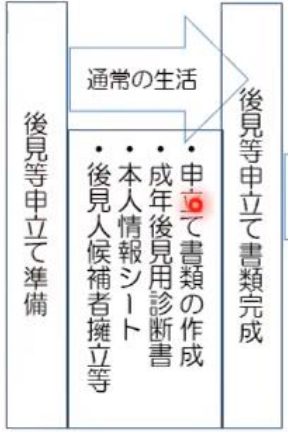 後見等申立て準備
通常の生活
・申立て書類の作成
・成年後見用診断書
・本人情報シート
・後見人候補者擁立等
後見等申立て書類完成